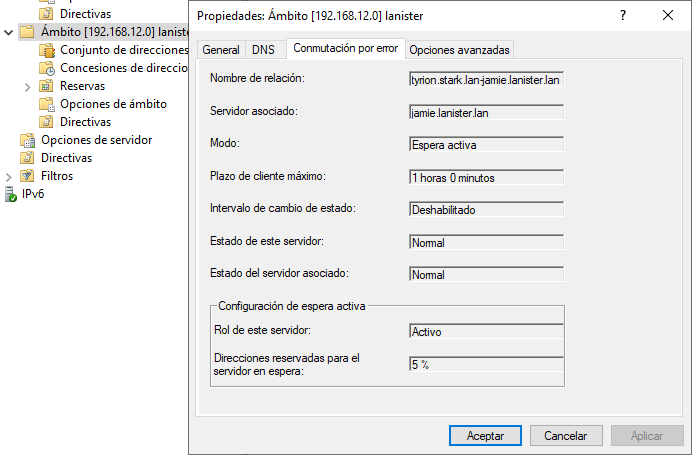 Directivas
Ámbito [192.168.12.0] lanister
Conjunto de direcciones
Concesiones de direccio
Reservas
Opciones de ámbito
Directivas
Opciones de servidor
Directivas
Filtros
IPv6
Propiedades: Ámbito [192.168.12.0] lanister
?
General
DNS
Conmutación por error
Opciones avanzadas
Nombre de relación:
tyrion.stark.lan-jamie.lanister.lan
Servidor asociado:
jamie.lanister.lan
Modo:
Espera activa
Plazo de cliente máximo:
1 horas 0 minutos
Intervalo de cambio de estado:
Deshabilitado
Estado de este servidor:
Normal
Estado del servidor asociado:
Normal
Configuración de espera activa
Rol de este servidor:
Activo
Direcciones reservadas para el
servidor en espera:
5 %
Aceptar
Cancelar
Aplicar